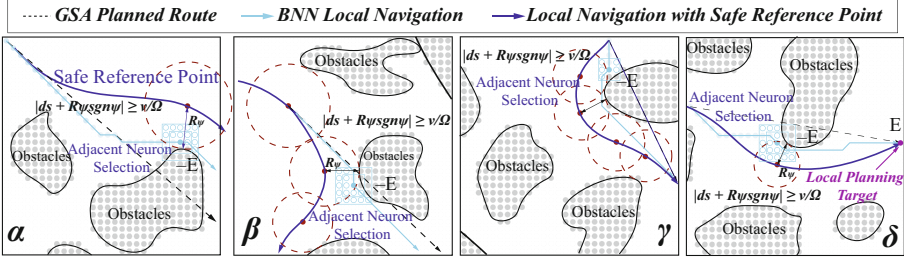 GSA Planned Route
BNN Local Navigation
Local Navigation with Safe Reference Point
Safe Reference Point
|ds + Rψsgnψ| ≥ v/Ω
Rψ
Obstacles
Adjacent Neuron
Selection
−E
Obstacles
α
Obstacles
|ds + Rψsgnψ| ≥ v/Ω
Rψ
Obstacles
−E
Adjacent Neuron
Selection
β
|ds + Rψsgnψ| ≥ v/Ω
Adjacent Neuron
Selection
−E
Obstacles
Obstacles
γ
Obstacles
Adjacent Neuron
Selection
−E
E
Rψ
Local Planning
Target
|ds + Rψsgnψ| ≥ v/Ω
Obstacles
δ